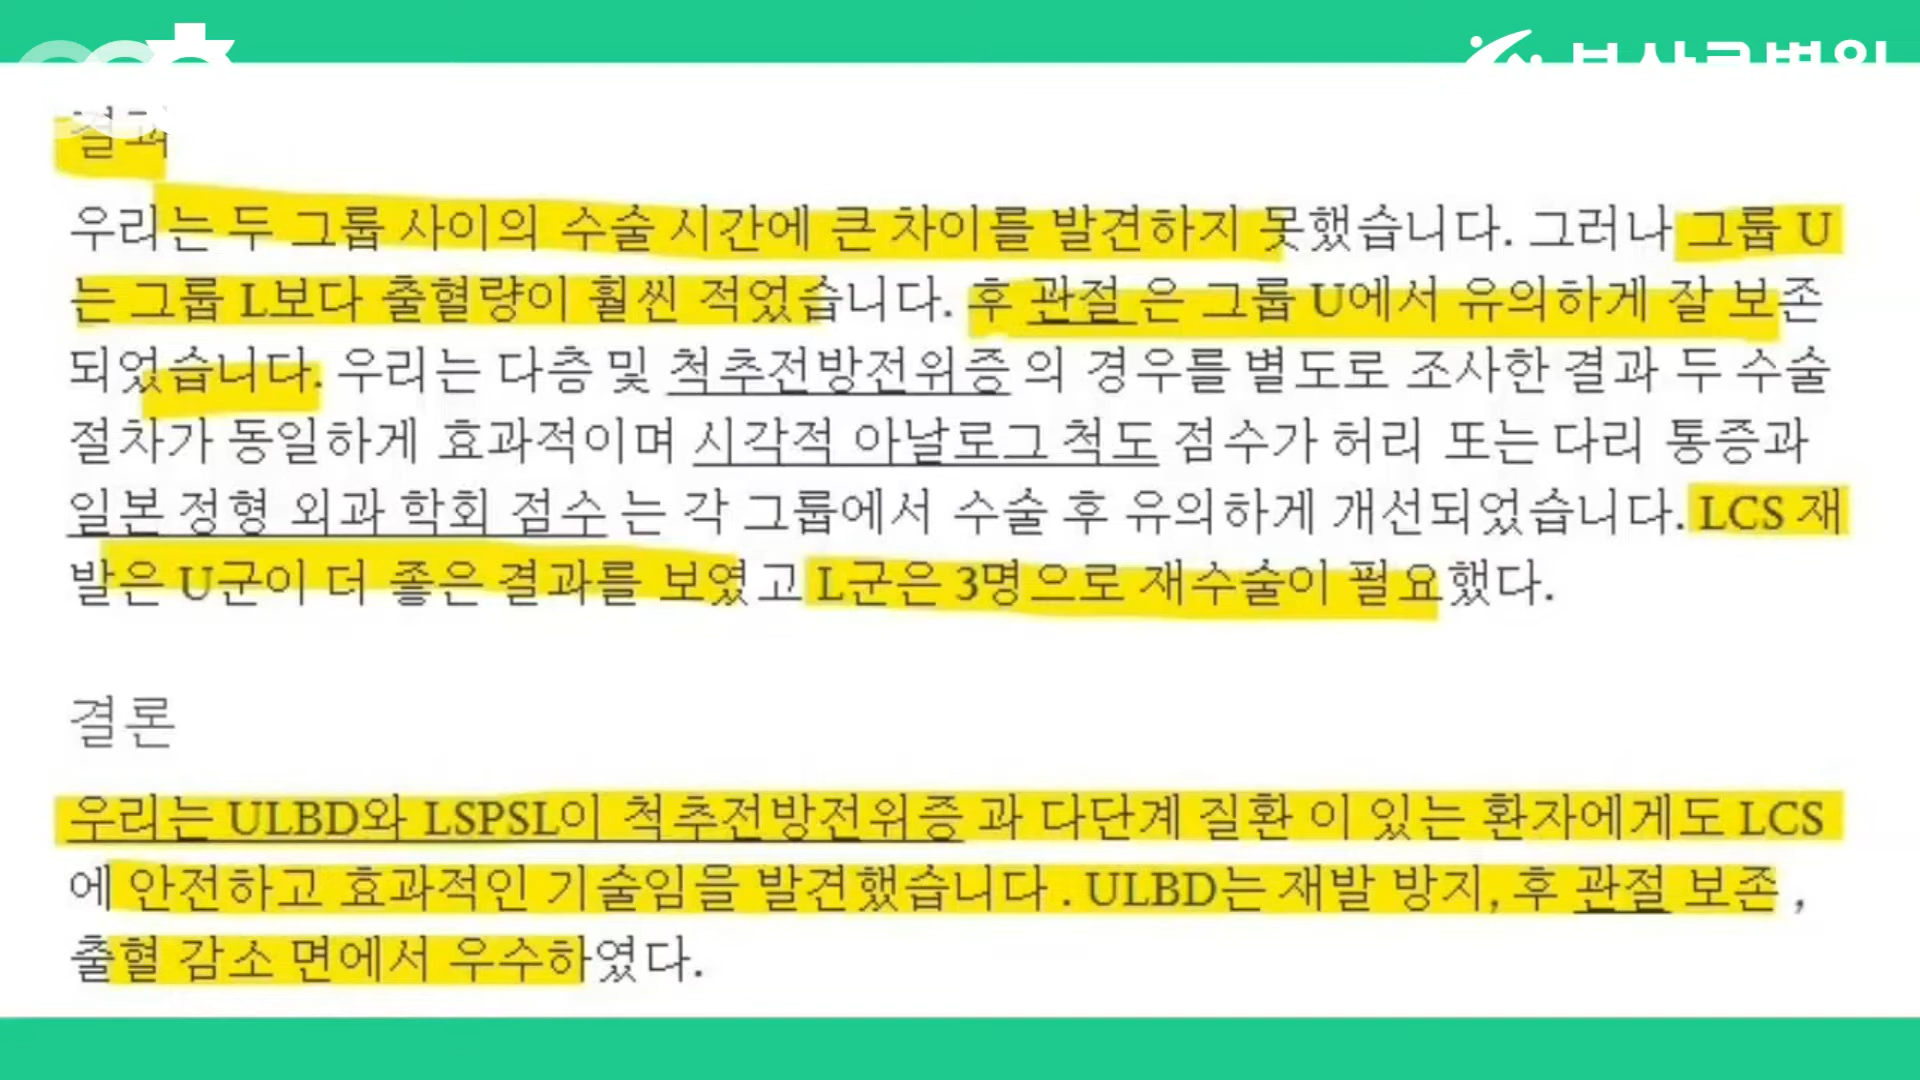 결과
우리는 두 그룹 사이의 수술 시간에 큰 차이를 발견하지 못했습니다. 그러나 그룹 U
는 그룹 L보다 출혈량이 훨씬 적었습니다. 후 관절 은 그룹 U에서 유의하게 잘 보존
되었습니다. 우리는 다층 및 척추전방전위증 의 경우를 별도로 조사한 결과 두 수술
절차가 동일하게 효과적이며 시각적 아날로그 척도 점수가 허리 또는 다리 통증과
일본 정형 외과 학회 점수 는 각 그룹에서 수술 후 유의하게 개선되었습니다. LCS 재
발은 U군이 더 좋은 결과를 보였고 L군은 3명으로 재수술이 필요했다.
결론
우리는 ULBD와 LSPSL이 척추전방전위증 과 다단계 질환 이 있는 환자에게도 LCS
에 안전하고 효과적인 기술임을 발견했습니다 . ULBD는 재발 방지, 후 관절 보존 ,
출혈 감소 면에서 우수하였다.